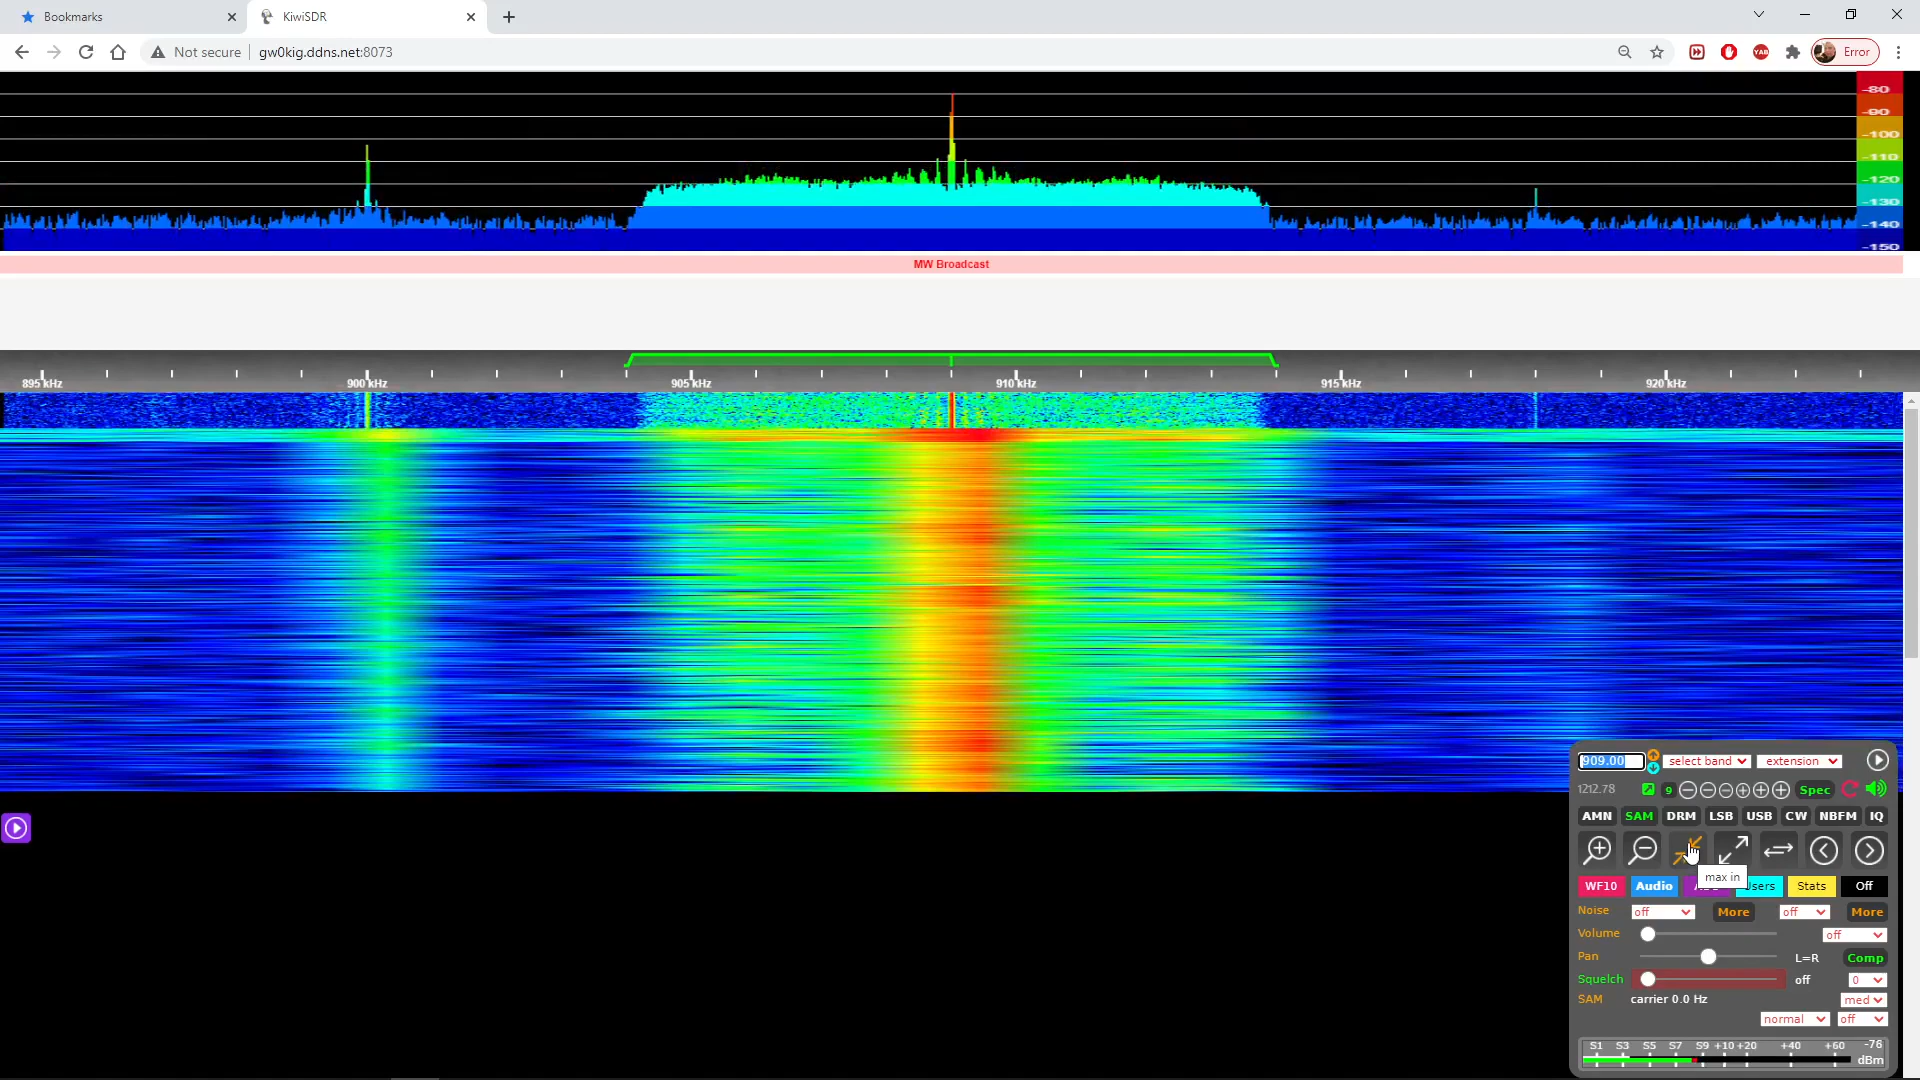 Bookmarks
KiwiSDR
Not secure
gw0kig.ddns.net:8073
YAB
Error
-80
-90
-100
-110
-120
-130
-140
-150
MW Broadcast
895 kHz 900 kHz 905 kHz 910 kHz 915 kHz 920 kHz
909.00 select band extension
1212.78 9 Spec
AMN SAM DRM LSB USB CW NBFM IQ
max in
WF10 Audio Users Stats Off
Noise off More off More
Volume off
Pan L=R Comp
Squelch off 0
SAM carrier 0.0 Hz med
normal off
S1 S3 S5 S7 S9 +10 +20 +40 +60 -76
dBm